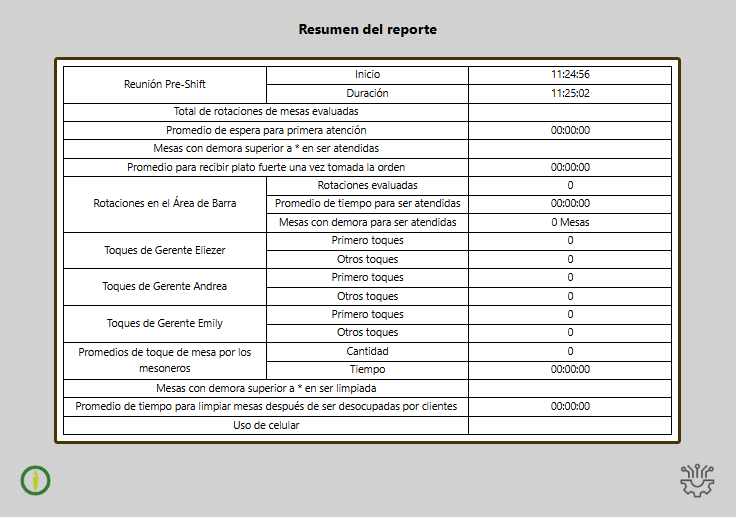 Resumen del reporte
Reunión Pre-Shift
Inicio
11:24:56
Duración
11:25:02
Total de rotaciones de mesas evaluadas
Promedio de espera para primera atención
00:00:00
Mesas con demora superior a * en ser atendidas
Promedio para recibir plato fuerte una vez tomada la orden
00:00:00
Rotaciones en el Área de Barra
Rotaciones evaluadas
0
Promedio de tiempo para ser atendidas
00:00:00
Mesas con demora para ser atendidas
0 Mesas
Toques de Gerente Eliezer
Primero toques
0
Otros toques
0
Toques de Gerente Andrea
Primero toques
0
Otros toques
0
Toques de Gerente Emily
Primero toques
0
Otros toques
0
Promedios de toque de mesa por los
mesoneros
Cantidad
0
Tiempo
00:00:00
Mesas con demora superior a * en ser limpiada
Promedio de tiempo para limpiar mesas después de ser desocupadas por clientes
00:00:00
Uso de celular